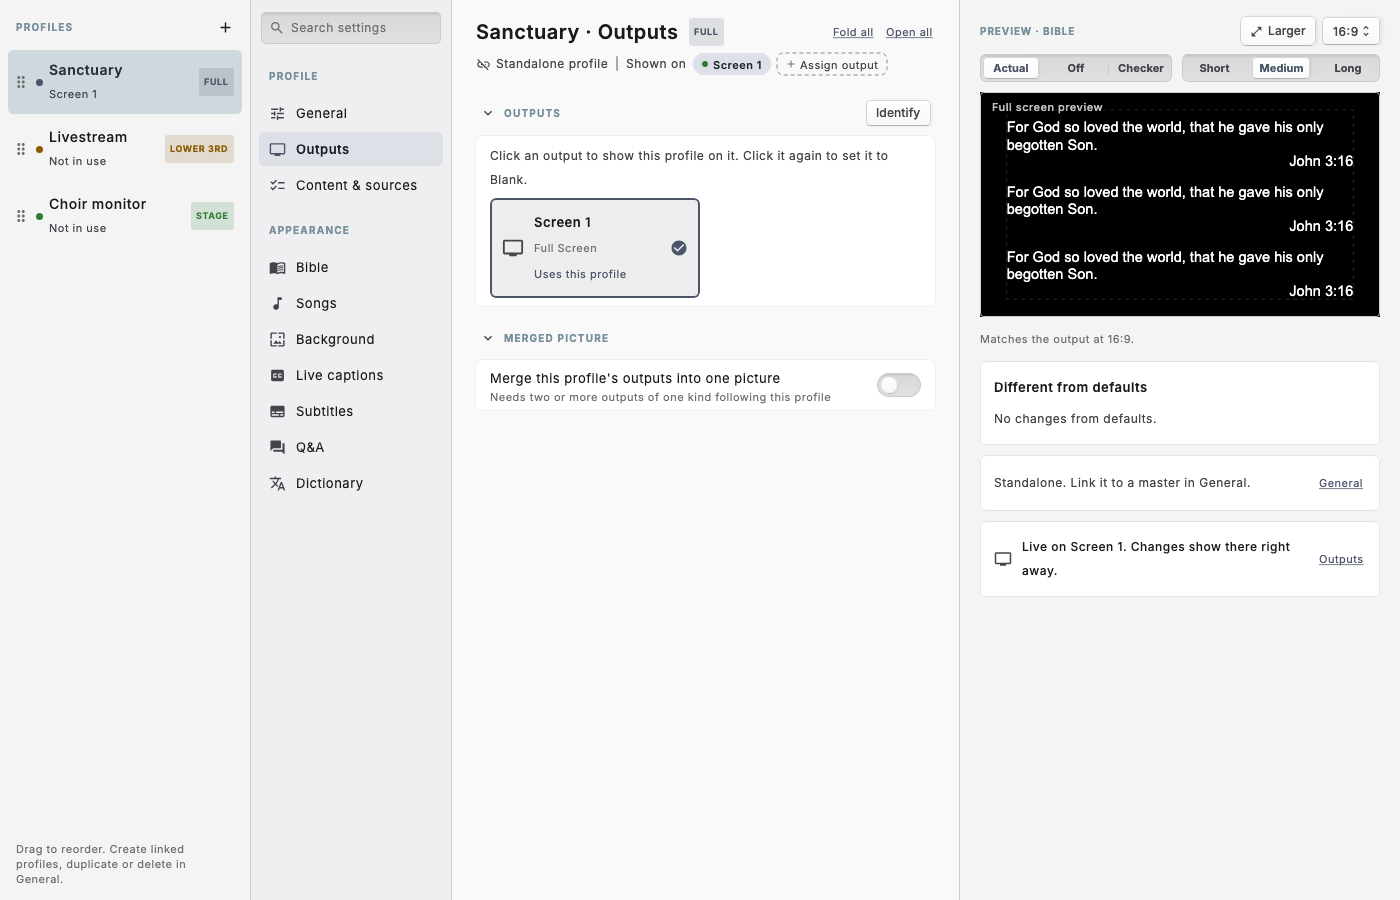 PROFILES
Sanctuary
Screen 1
FULL
Livestream
Not in use
LOWER 3RD
Choir monitor
Not in use
STAGE
Drag to reorder. Create linked
profiles, duplicate or delete in
General.
Search settings
PROFILE
General
Outputs
Content & sources
APPEARANCE
Bible
Songs
Background
Live captions
Subtitles
Q&A
Dictionary
Sanctuary · Outputs FULL
Fold all Open all
Standalone profile | Shown on Screen 1 + Assign output
OUTPUTS
Identify
Click an output to show this profile on it. Click it again to set it to
Blank.
Screen 1
Full Screen
Uses this profile
MERGED PICTURE
Merge this profile's outputs into one picture
Needs two or more outputs of one kind following this profile
PREVIEW · BIBLE
Larger
16:9
Actual Off Checker
Short Medium Long
Full screen preview
For God so loved the world, that he gave his only
begotten Son.
John 3:16
For God so loved the world, that he gave his only
begotten Son.
John 3:16
For God so loved the world, that he gave his only
begotten Son.
John 3:16
Matches the output at 16:9.
Different from defaults
No changes from defaults.
Standalone. Link it to a master in General.
General
Live on Screen 1. Changes show there right
away.
Outputs